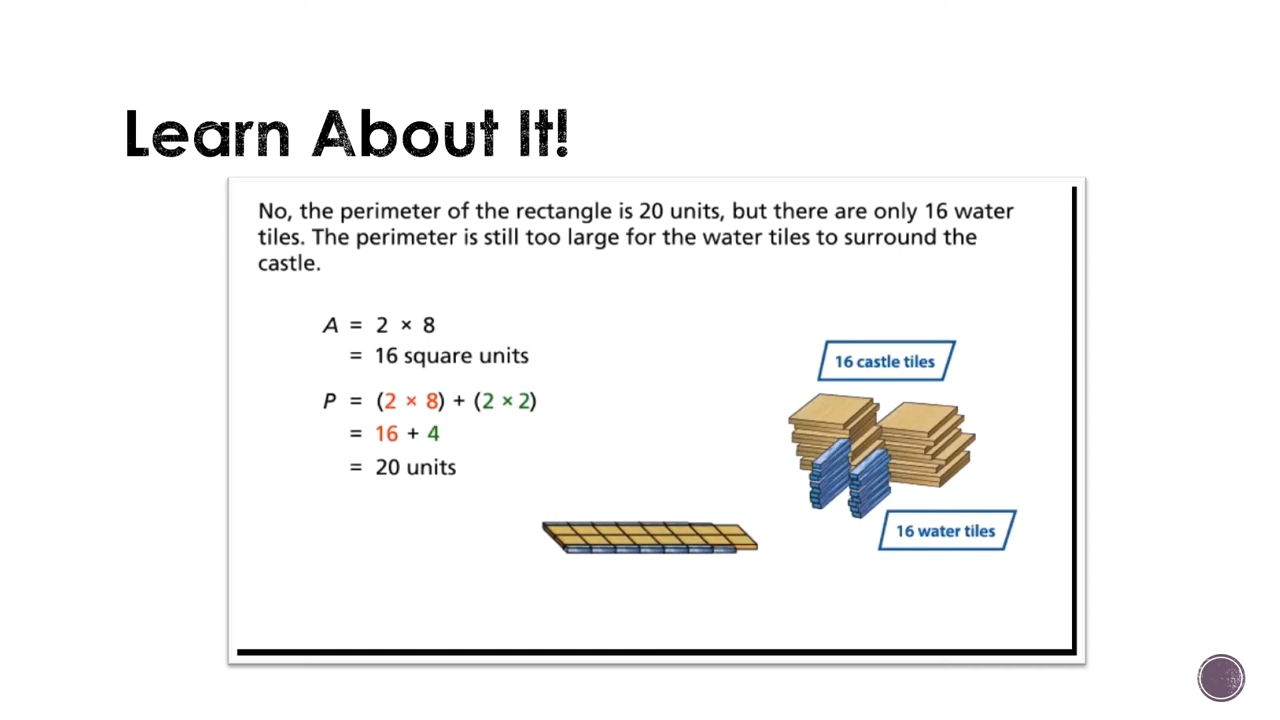 Learn About It!
No, the perimeter of the rectangle is 20 units, but there are only 16 water
tiles. The perimeter is still too large for the water tiles to surround the
castle.
A = 2 × 8
= 16 square units
P = (2 × 8) + (2 × 2)
= 16 + 4
= 20 units
16 castle tiles
16 water tiles